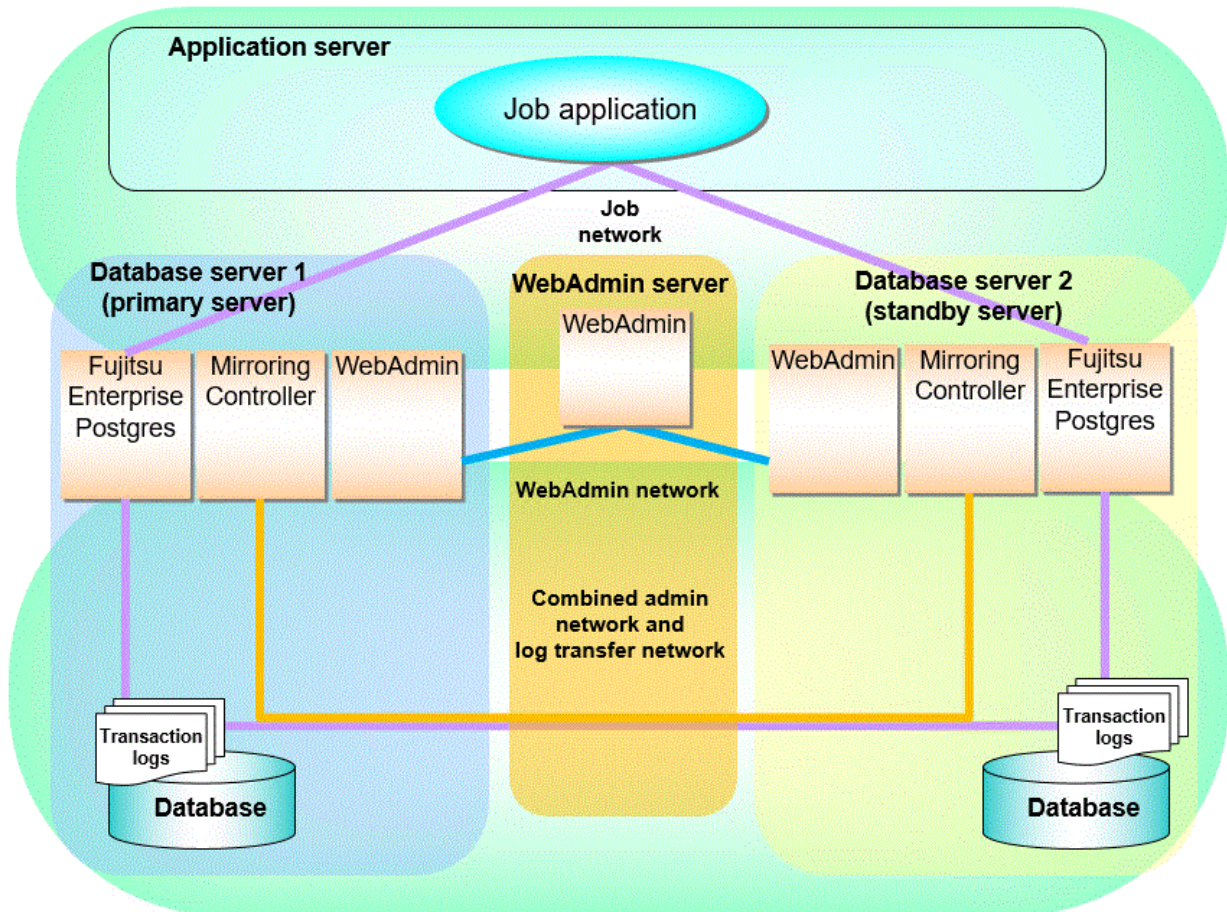 Application server
Job application
Job
network
Database server 1
(primary server)
WebAdmin server
Database server 2
(standby server)
Fujitsu
Enterprise
Postgres
Mirroring
Controller
WebAdmin
WebAdmin
WebAdmin
Mirroring
Controller
Fujitsu
Enterprise
Postgres
WebAdmin network
Combined admin
network and
log transfer network
Transaction
logs
Database
Transaction
logs
Database